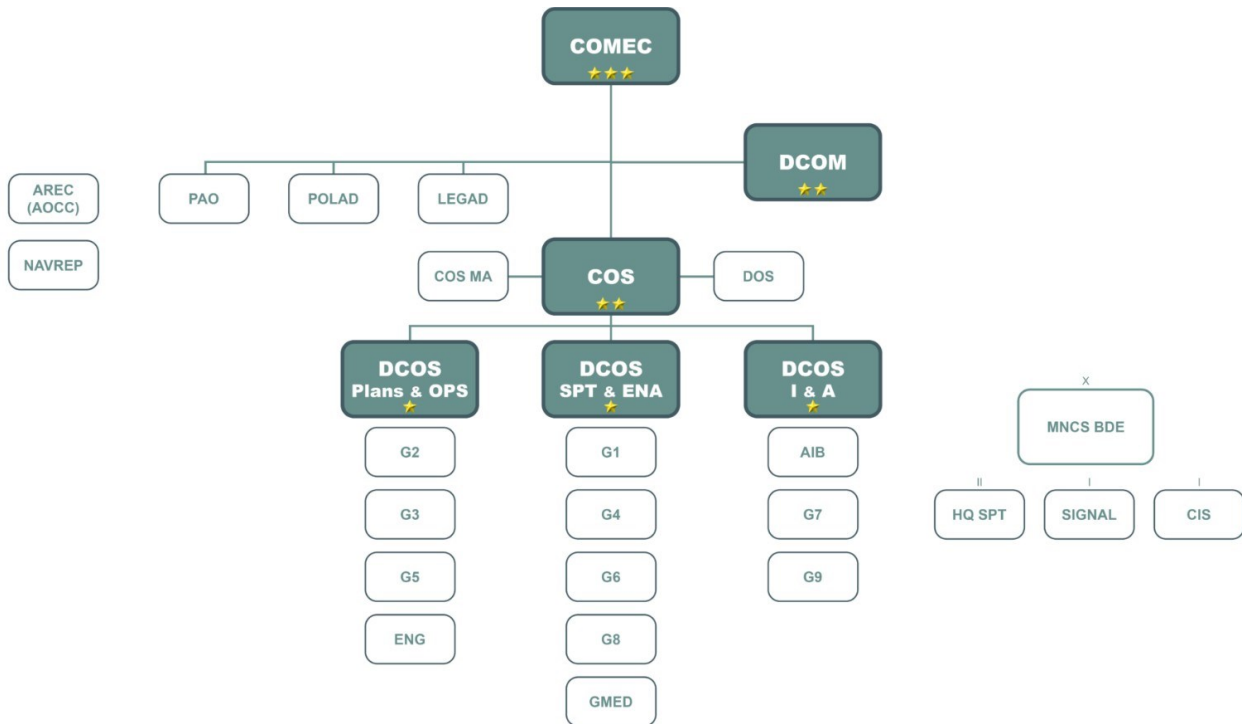 COMEC
DCOM
AREC
(AOCC)
PAO
POLAD
LEGAD
NAVREP
COS MA
COS
DOS
DCOS
Plans & OPS
DCOS
SPT & ENA
DCOS
I & A
X
MNCS BDE
G2
G1
AIB
II
I
I
HQ SPT
SIGNAL
CIS
G3
G4
G7
G5
G6
G9
ENG
G8
GMED